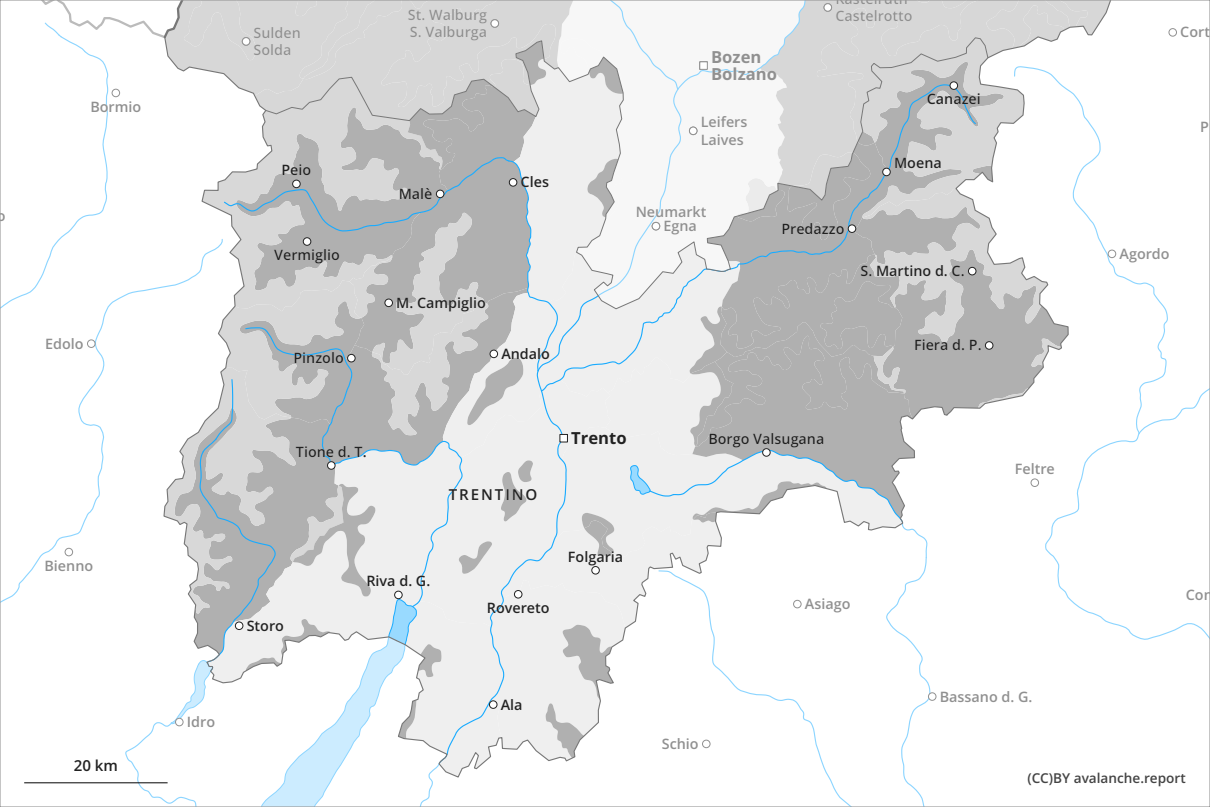 Kastelruth
Castelrotto
St. Walburg
S. Valburga
Sulden
Solda
Cort
Bozen
Bolzano
Canazei
Bormio
Leifers
Laives
P
Moena
Peio
Malè
Cles
Neumarkt
Egna
Predazzo
Vermiglio
Agordo
S. Martino d. C.
M. Campiglio
Edolo
Fiera d. P.
Pinzolo
Andalo
Trento
Borgo Valsugana
Tione d. T.
Feltre
TRENTINO
Folgaria
Bienno
Riva d. G.
Cor
Rovereto
Asiago
Storo
Bassano d. G.
Ala
Idro
Schio
20 km
(CC)BY avalanche.report